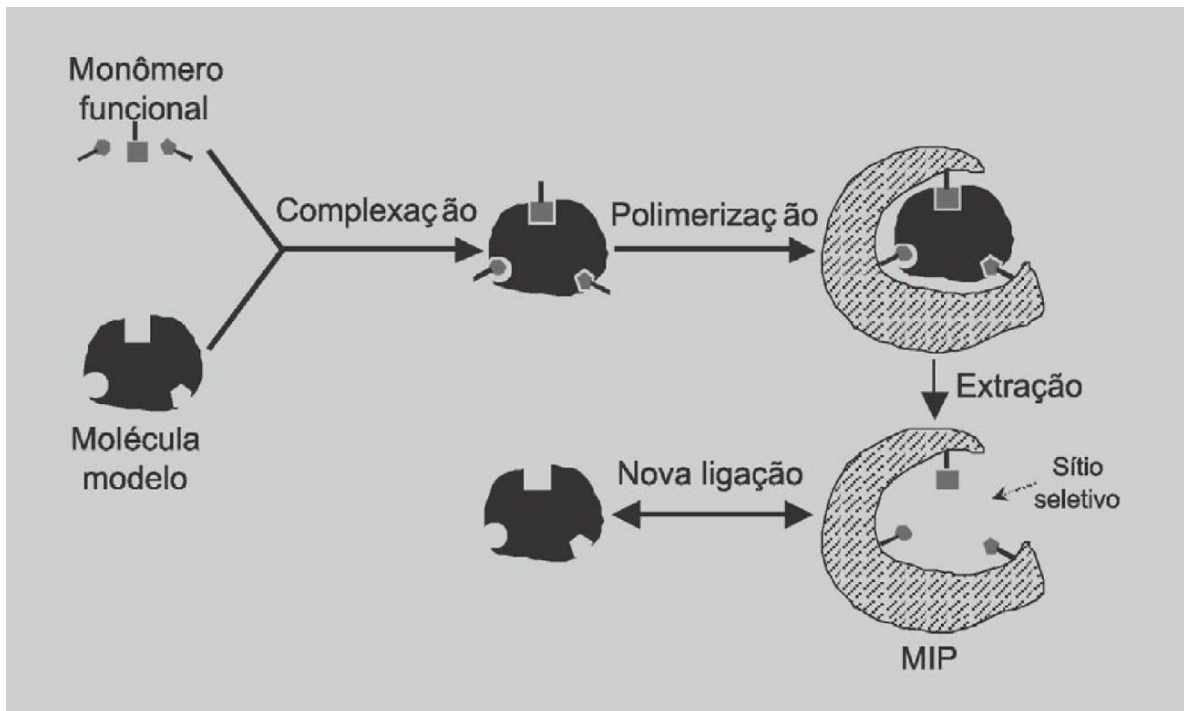 Monômero
funcional
Complexação
Polimerização
Molécula
modelo
Extração
Nova ligação
Sítio
seletivo
MIP